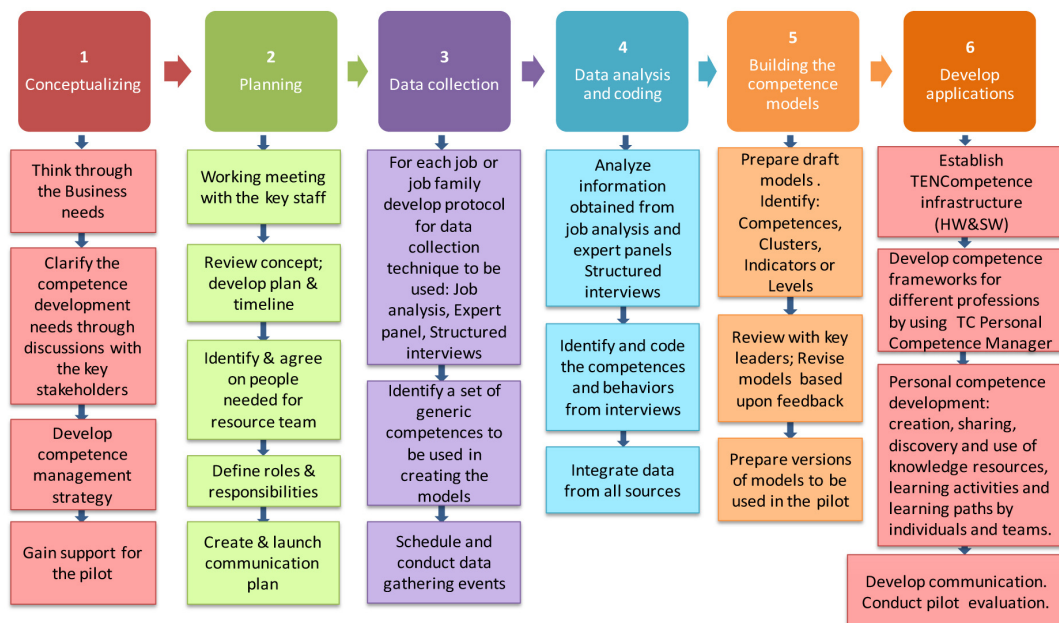 1
Conceptualizing
2
Planning
3
Data collection
4
Data analysis
and coding
5
Building the
competence
models
6
Develop
applications
Think through
the Business
needs
Clarify the
competence
development
needs through
discussions with
the key
stakeholders
Develop
competence
management
strategy
Gain support for
the pilot
Working meeting
with the key staff
Review concept;
develop plan &
timeline
Identify & agree
on people
needed for
resource team
Define roles &
responsibilities
Create & launch
communication
plan
For each job or
job family
develop protocol
for data
collection
technique to be
used: Job
analysis, Expert
panel, Structured
interviews
Identify a set of
generic
competences to
be used in
creating the
models
Schedule and
conduct data
gathering events
Analyze
information
obtained from
job analysis and
expert panels
Structured
interviews
Identify and code
the competences
and behaviors
from interviews
Integrate data
from all sources
Prepare draft
models .
Identify:
Competences,
Clusters,
Indicators or
Levels
Review with key
leaders; Revise
models based
upon feedback
Prepare versions
of models to be
used in the pilot
Establish
TENCompetence
infrastructure
(HW&SW)
Develop competence
frameworks for
different professions
by using TC Personal
Competence Manager
Personal competence
development:
creation, sharing,
discovery and use of
knowledge resources,
learning activities and
learning paths by
individuals and teams.
Develop communication.
Conduct pilot evaluation.